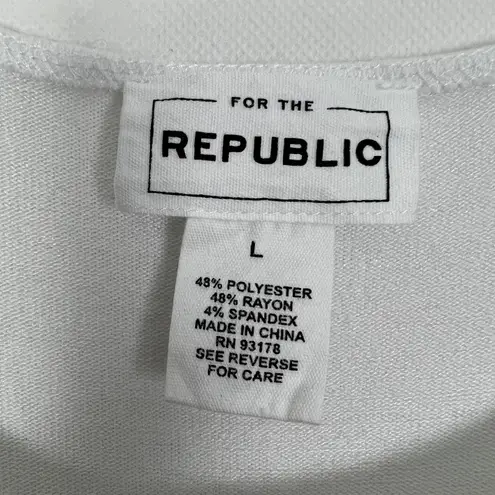 FOR THE
REPUBLIC
L
48% POLYESTER
48% RAYON
4% SPANDEX
MADE IN CHINA
RN 93178
SEE REVERSE
FOR CARE